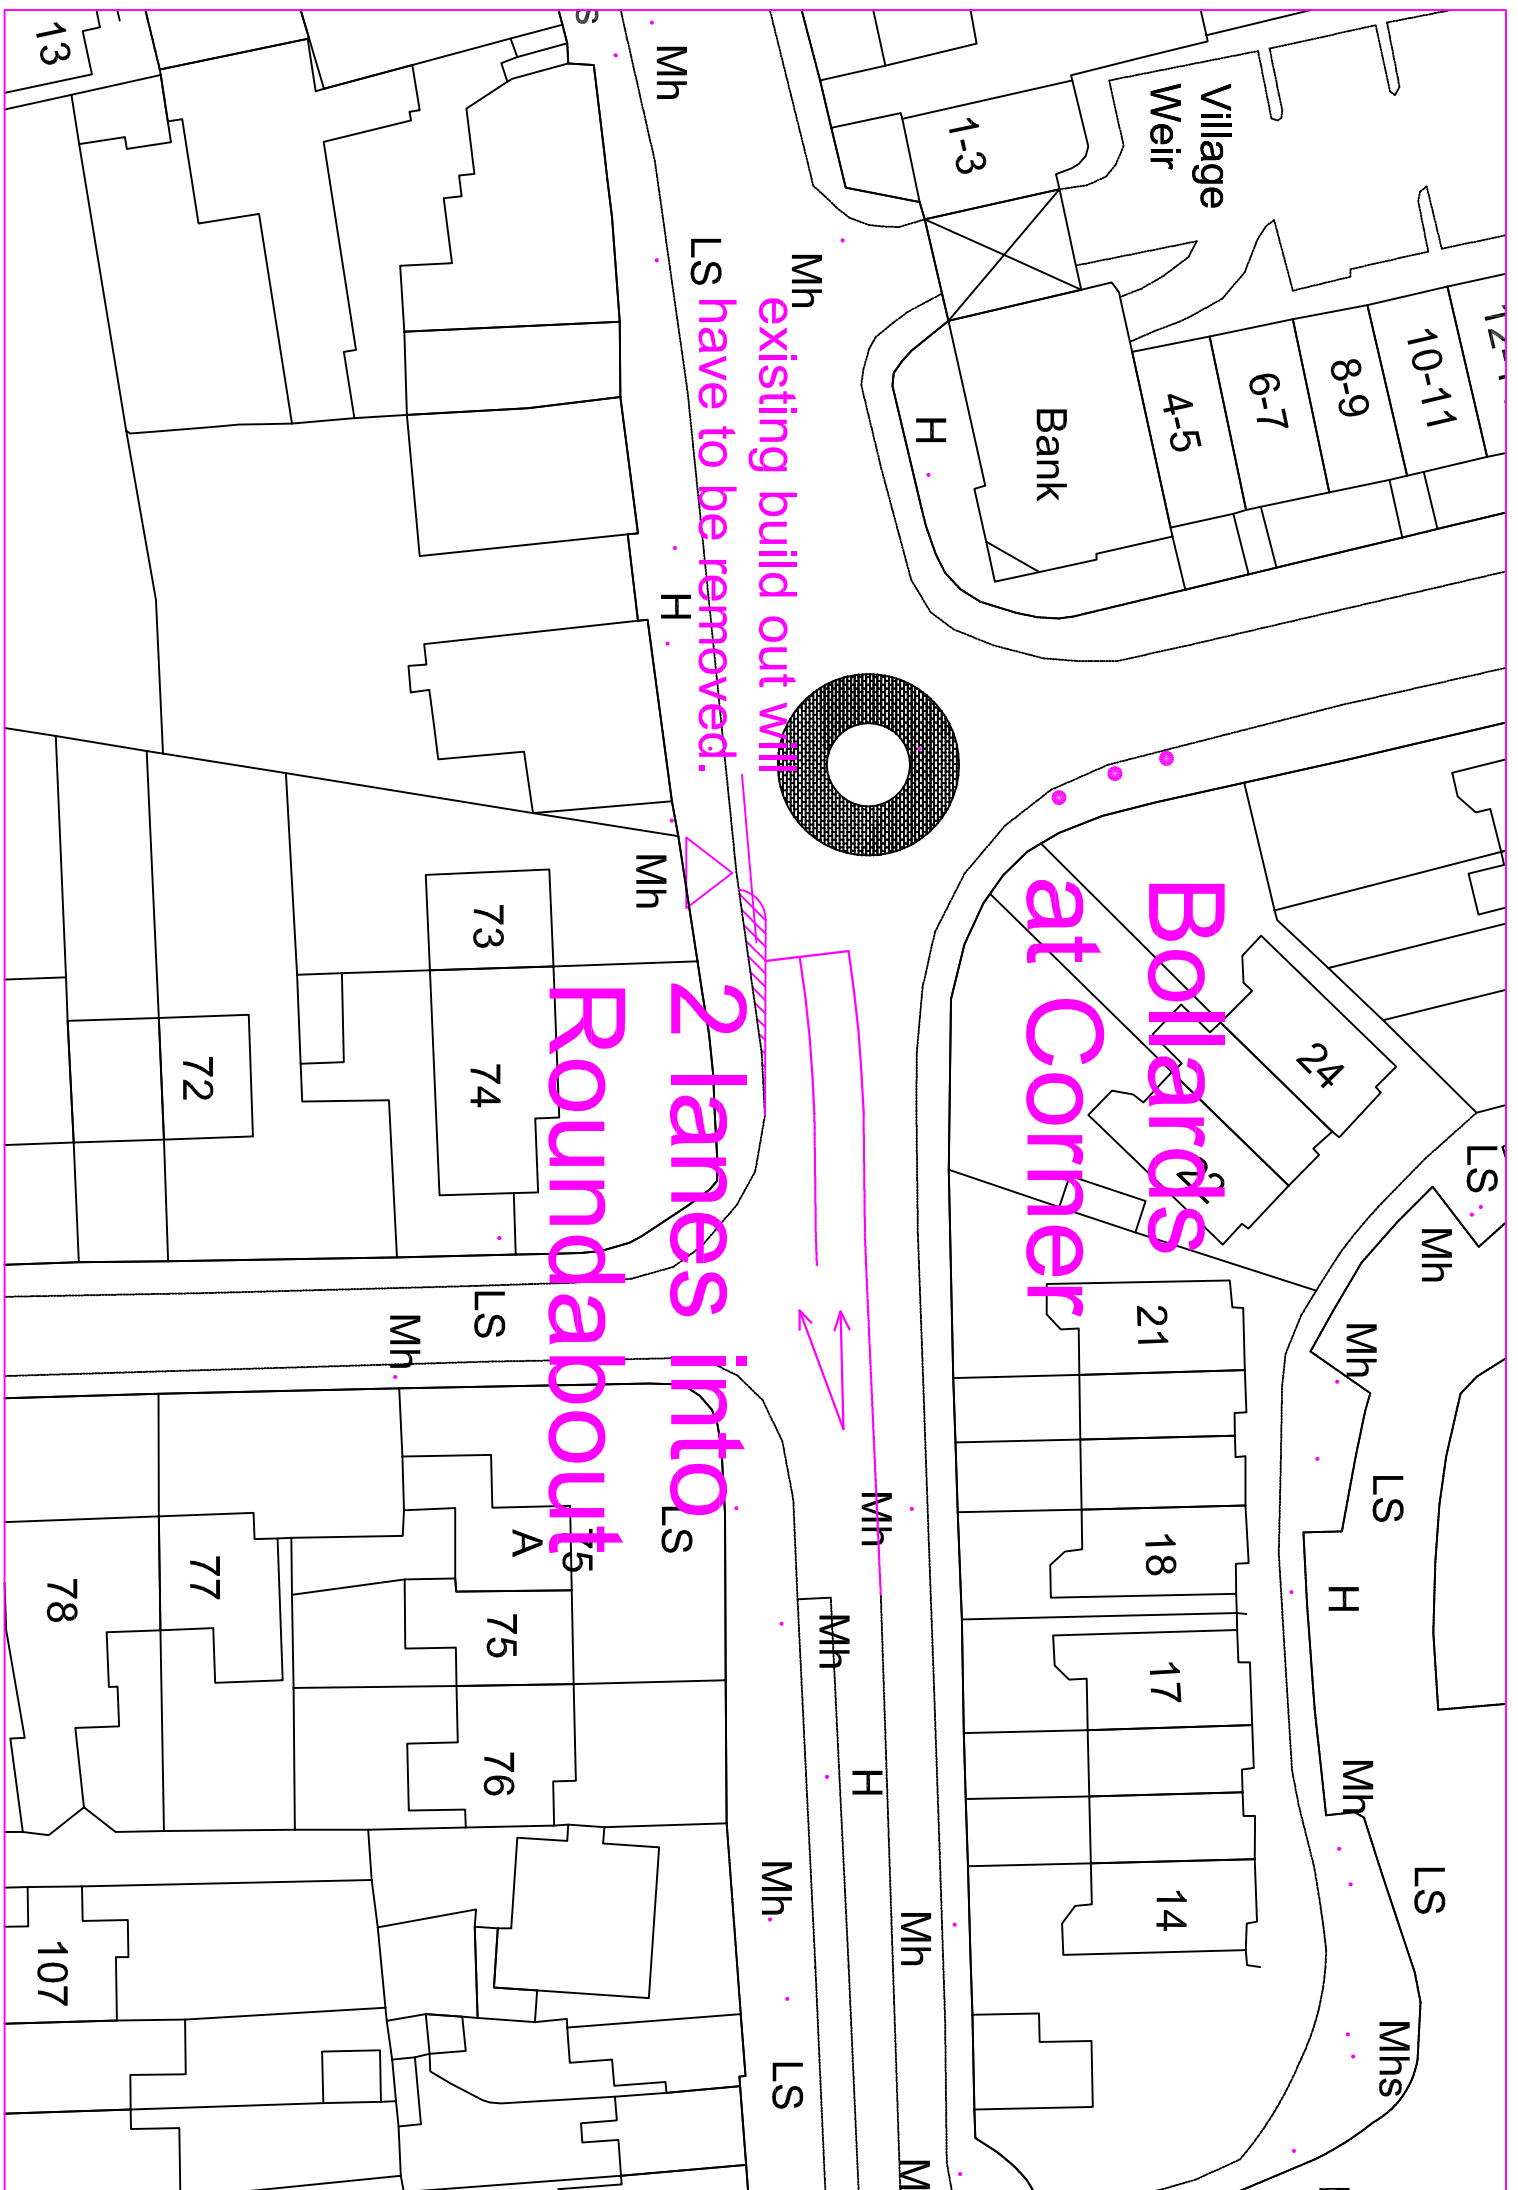 13
S
Mh
Village
Weir
1-3
LS
Mh
existing build out will
have to be removed.
H
Bank
4-5
6-7
8-9
10-11
H
Mh
Bollards
at Corner
73
74
72
2 lanes into
Roundabout
24
22
LS
Mh
21
Mh
LS
Mh
LS
18
H
17
Mh
14
LS
Mhs
Mh
Mh
H
Mh
LS
75
A
75
76
77
78
107
Mh
LS